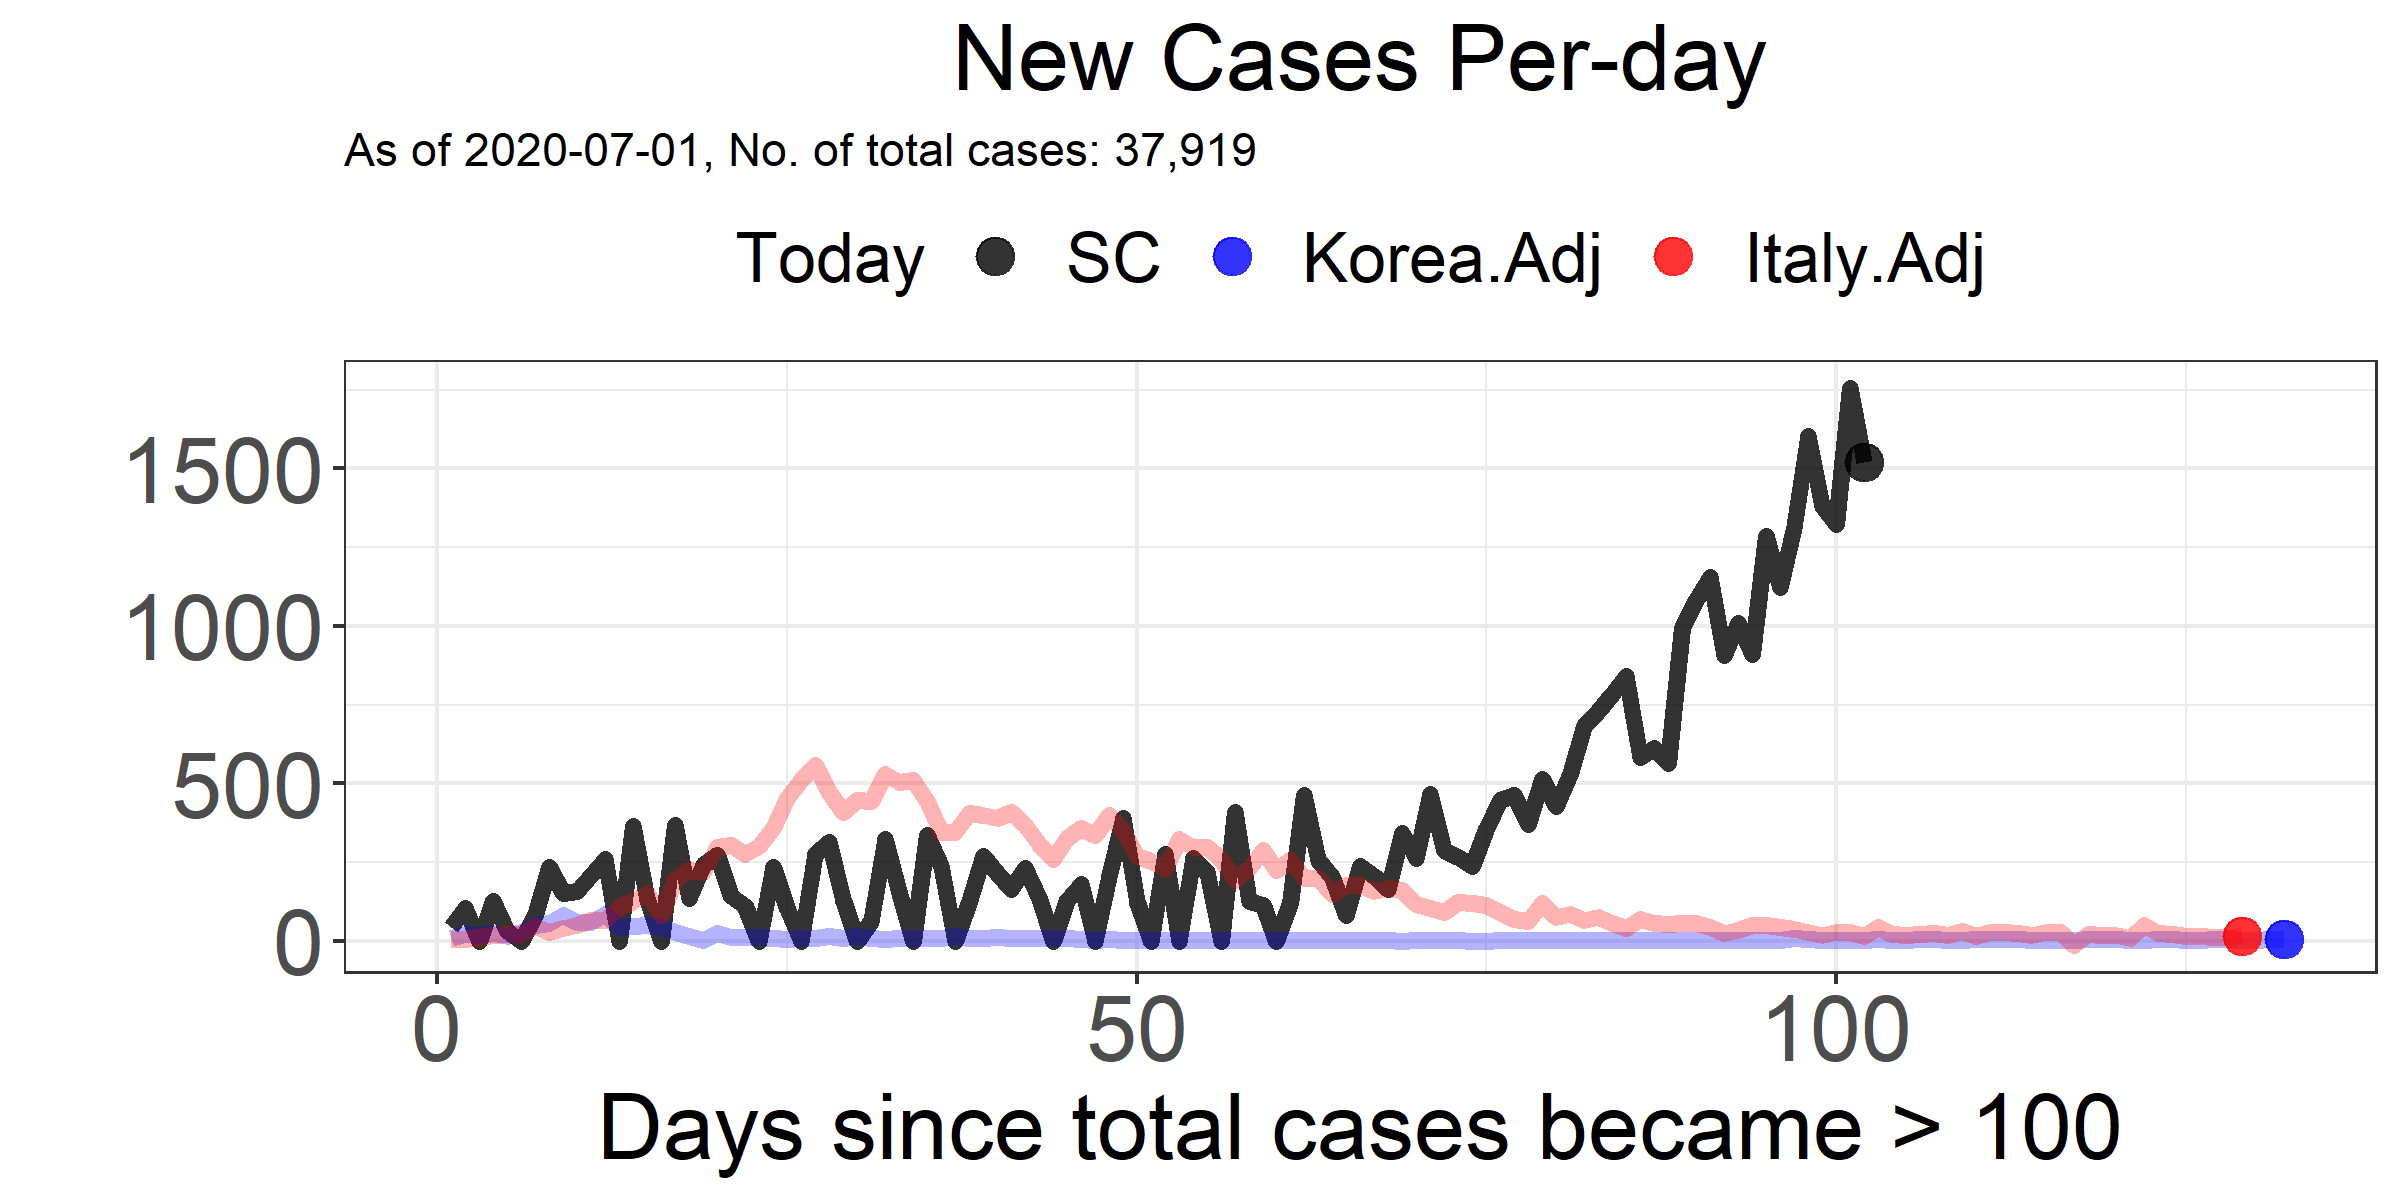 New Cases Per-day
As of 2020-07-01, No. of total cases: 37,919
Today SC Korea.Adj Italy.Adj
1500
1000
500
0
0 50 100
Days since total cases became > 100